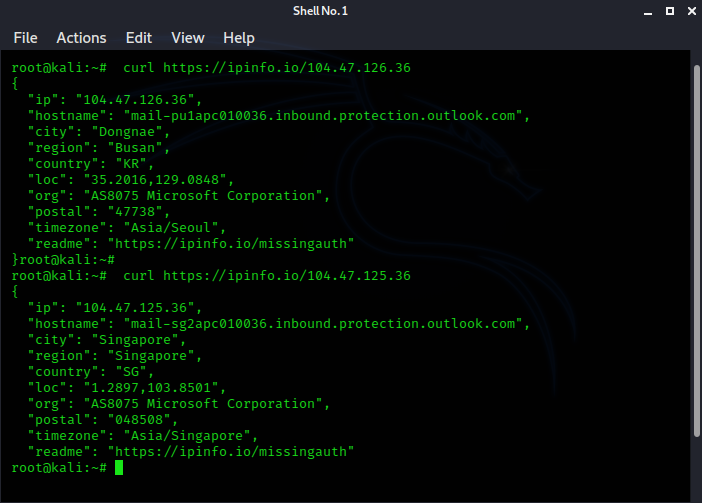 Shell No. 1
File Actions Edit View Help
root@kali:~# curl https://ipinfo.io/104.47.126.36
{
  "ip": "104.47.126.36",
  "hostname": "mail-pu1apc010036.inbound.protection.outlook.com",
  "city": "Dongnae",
  "region": "Busan",
  "country": "KR",
  "loc": "35.2016,129.0848",
  "org": "AS8075 Microsoft Corporation",
  "postal": "47738",
  "timezone": "Asia/Seoul",
  "readme": "https://ipinfo.io/missingauth"
}root@kali:~#
root@kali:~# curl https://ipinfo.io/104.47.125.36
{
  "ip": "104.47.125.36",
  "hostname": "mail-sg2apc010036.inbound.protection.outlook.com",
  "city": "Singapore",
  "region": "Singapore",
  "country": "SG",
  "loc": "1.2897,103.8501",
  "org": "AS8075 Microsoft Corporation",
  "postal": "048508",
  "timezone": "Asia/Singapore",
  "readme": "https://ipinfo.io/missingauth"
root@kali:~#